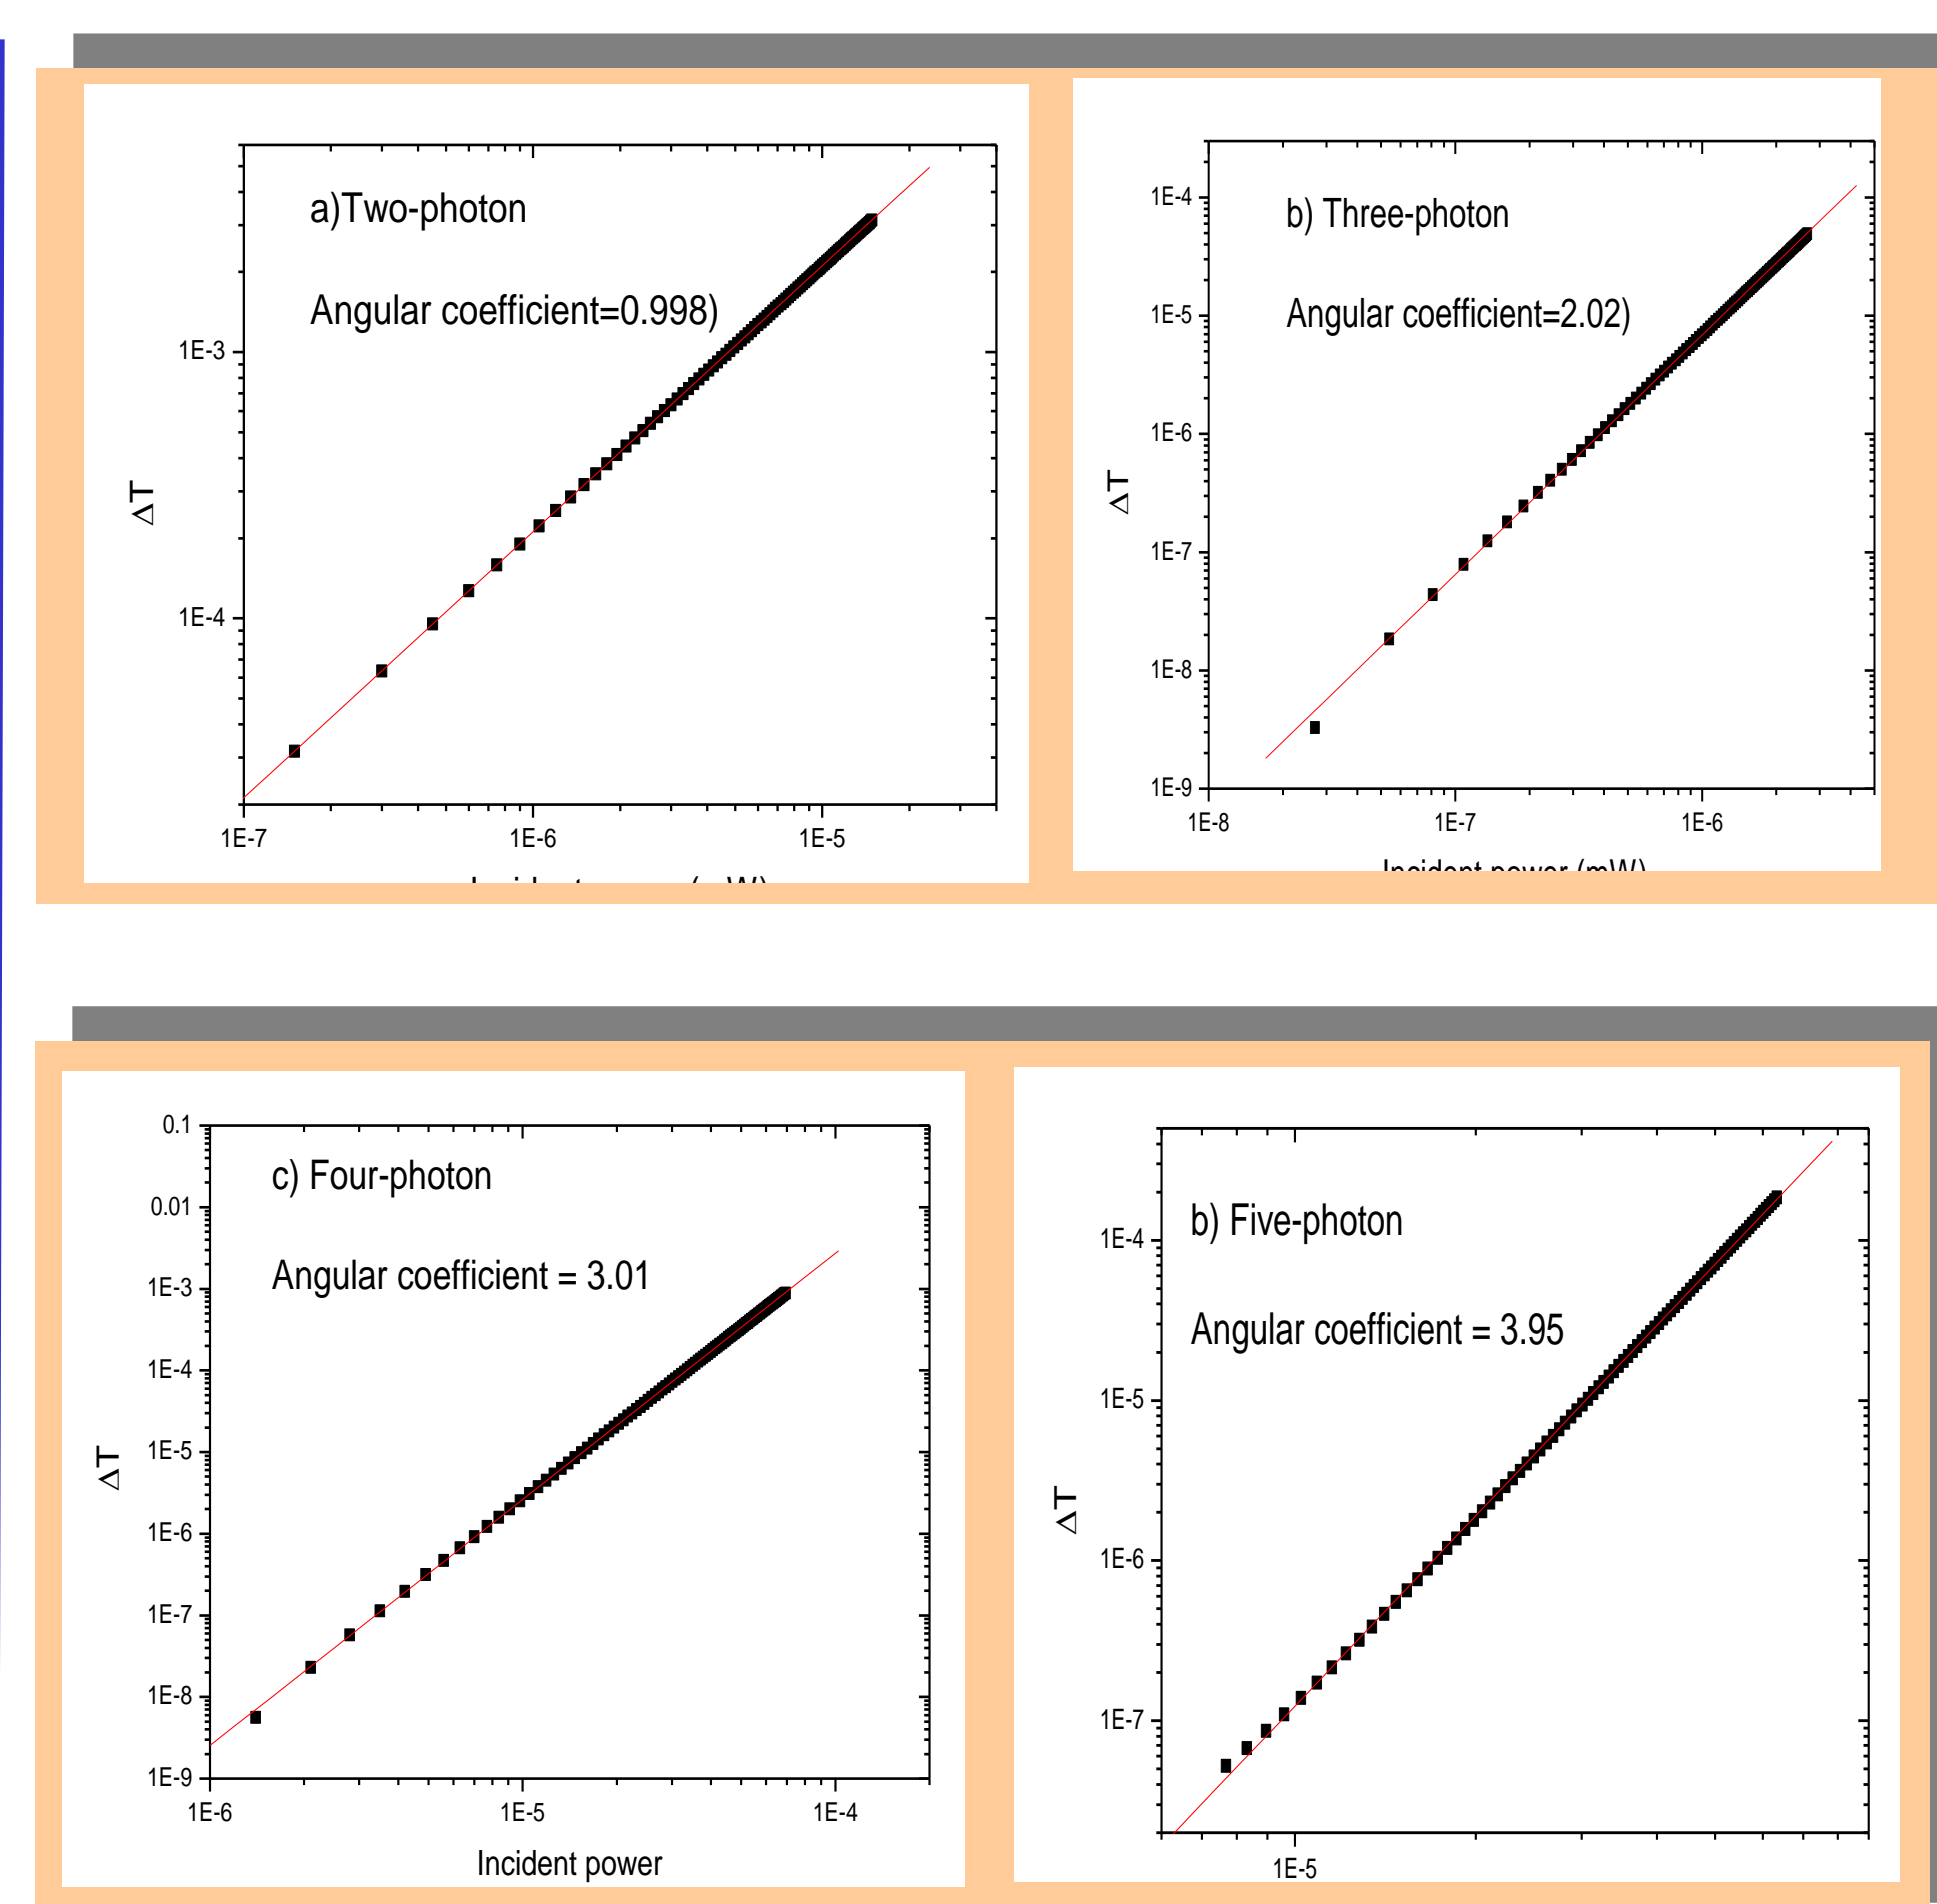 a)Two-photon
Angular coefficient=0.998)
1E-3
1E-4
ΔT
1E-7 1E-6 1E-5
b) Three-photon
Angular coefficient=2.02)
1E-4
1E-5
1E-6
1E-7
1E-8
1E-9
ΔT
1E-8 1E-7 1E-6
Incident power (mW)
c) Four-photon
Angular coefficient = 3.01
0.1
0.01
1E-3
1E-4
1E-5
1E-6
1E-7
1E-8
1E-9
ΔT
1E-6 1E-5 1E-4
Incident power
b) Five-photon
Angular coefficient = 3.95
1E-4
1E-5
1E-6
1E-7
ΔT
1E-5